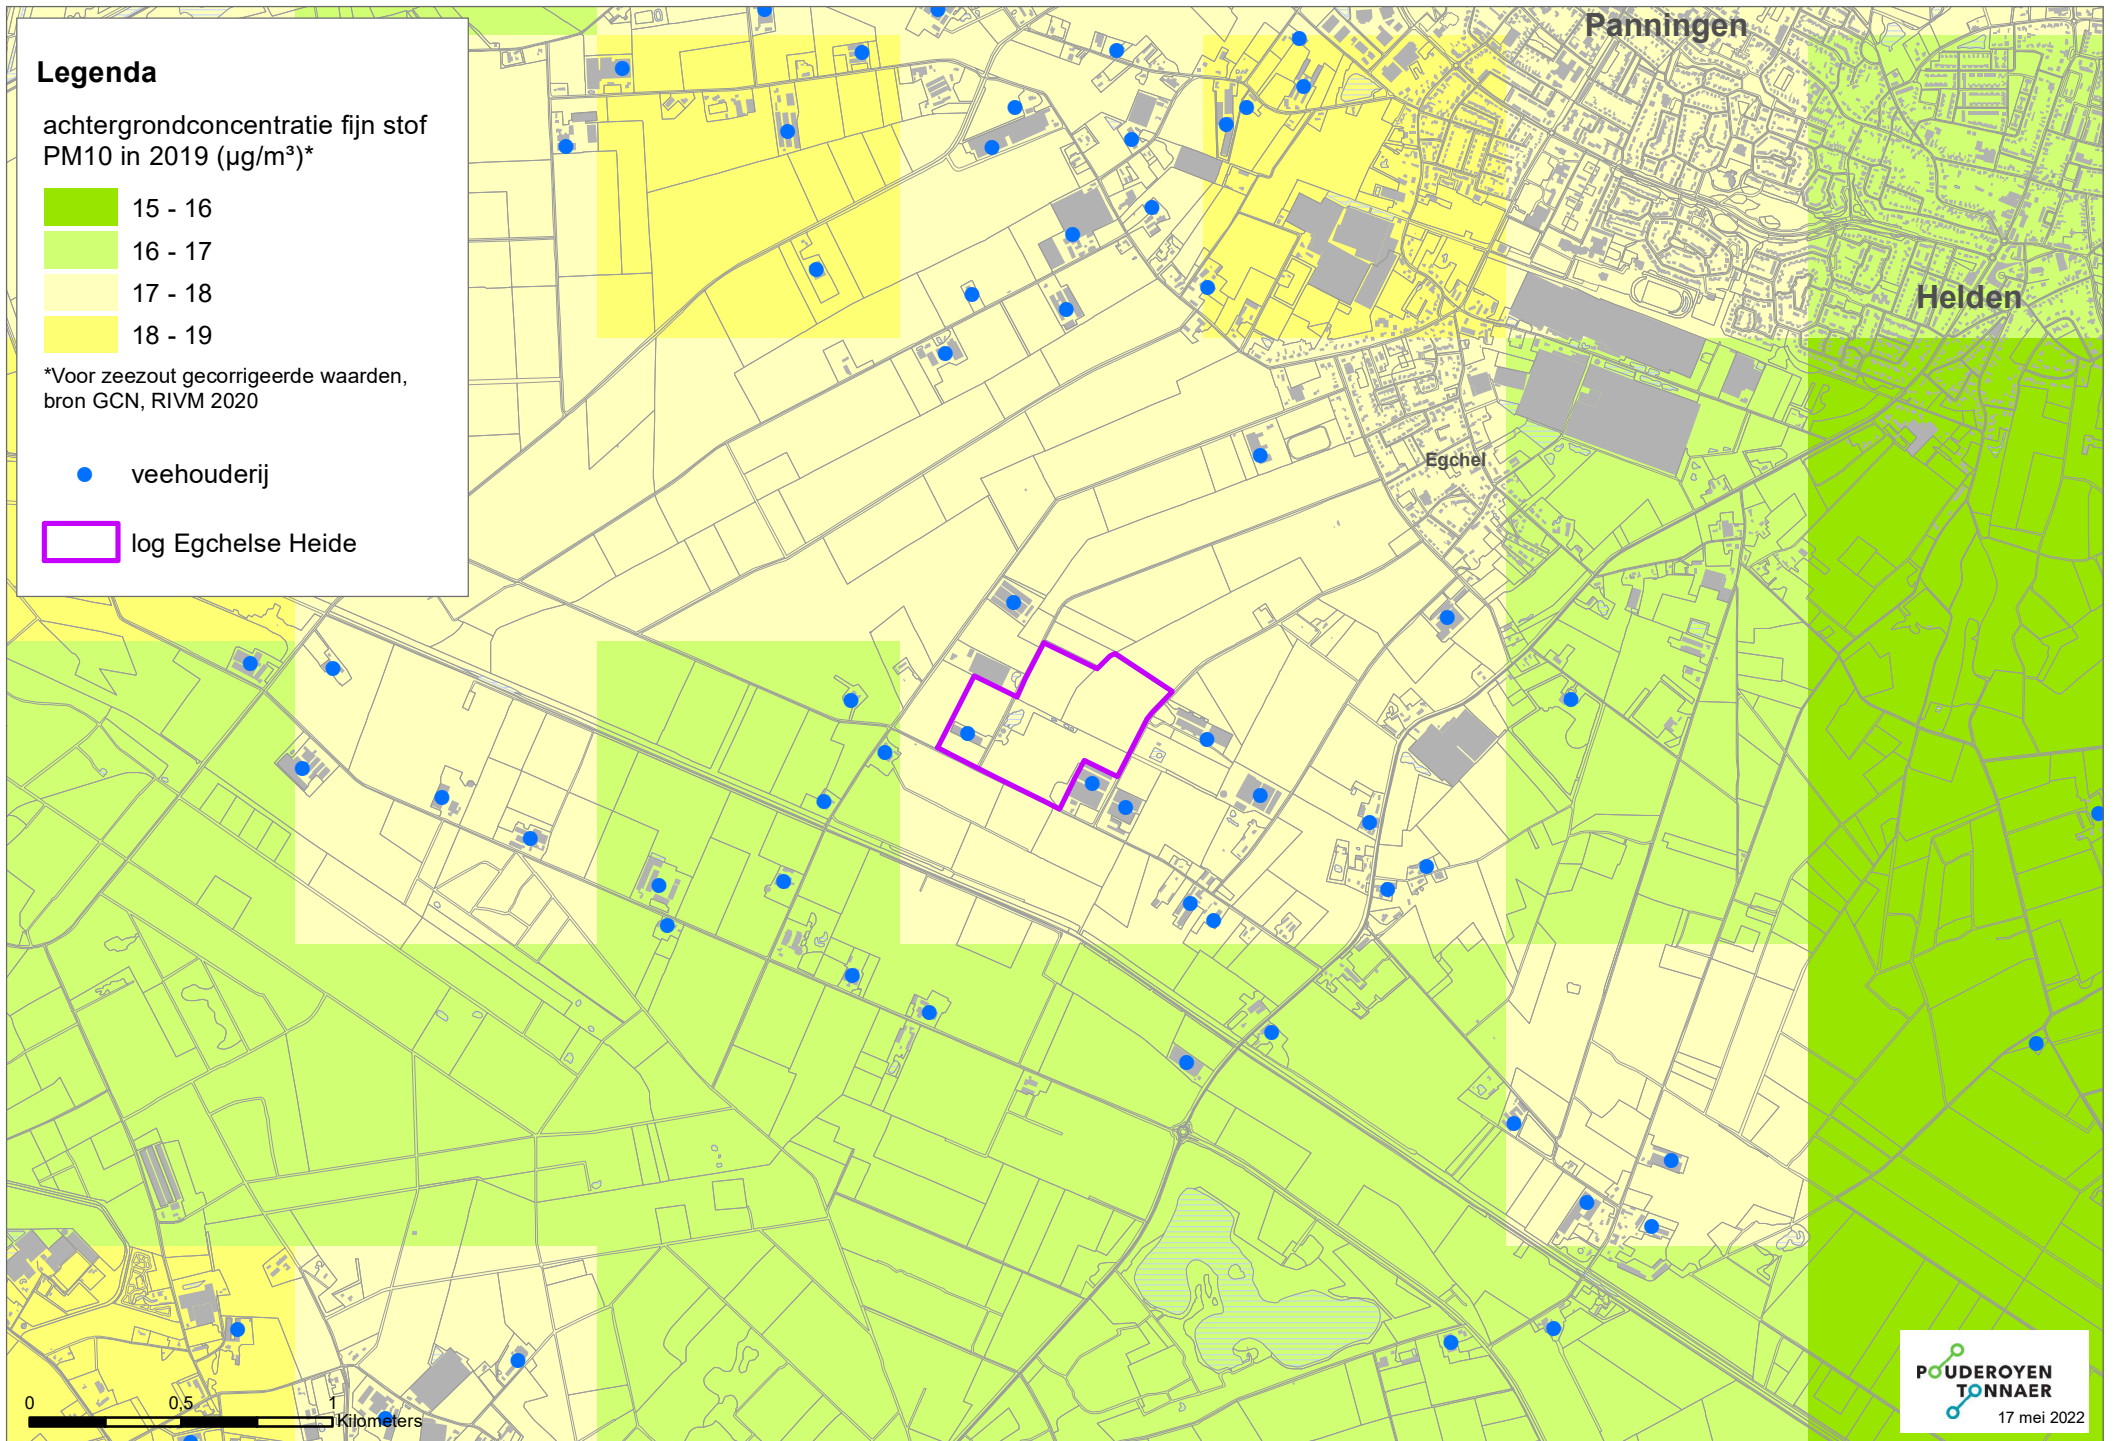 Legenda
achtergrondconcentratie fijn stof
PM10 in 2019 (µg/m³)*
15 - 16
16 - 17
17 - 18
18 - 19
*Voor zeezout gecorrigeerde waarden,
bron GCN, RIVM 2020
veehouderij
log Egchelse Heide
Panningen
Helden
Egchel
0 0,5 1
Kilometers
POUDEROYEN
TONNAER
17 mei 2022